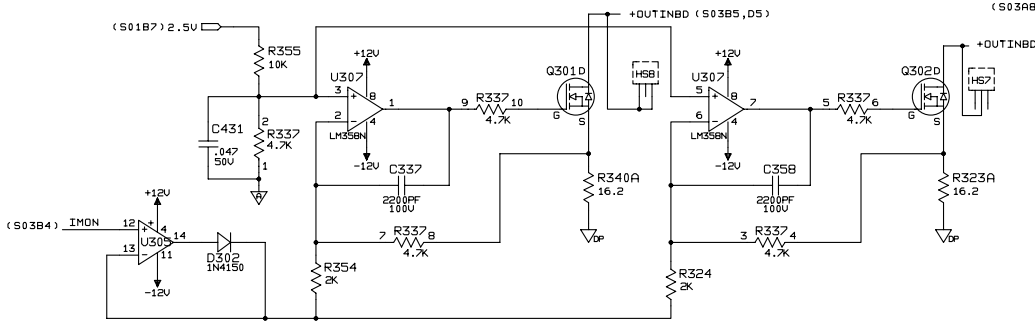 (S03AB
+OUTINBD (S03B5,D5)
(S01B7) 2.5V
+OUTINBD
R355
10K
+12V
U307
3
+
8
1
2
-
4
LM358N
-12V
9
R337
10
4.7K
Q301
D
G
S
HS8
+12V
U307
5
+
8
7
6
-
4
LM358N
-12V
5
R337
6
4.7K
Q302
D
G
S
HS7
C431
.047
50V
2
R337
4.7K
1
A
C337
2200PF
100V
R340A
16.2
DP
C358
2200PF
100V
R323A
16.2
DP
(S03B4)
IMON
+12V
12
+
+
4
U305
14
13
-
11
-12V
D302
1N4150
7
R337
8
4.7K
R354
2K
3
R337
4
4.7K
R324
2K